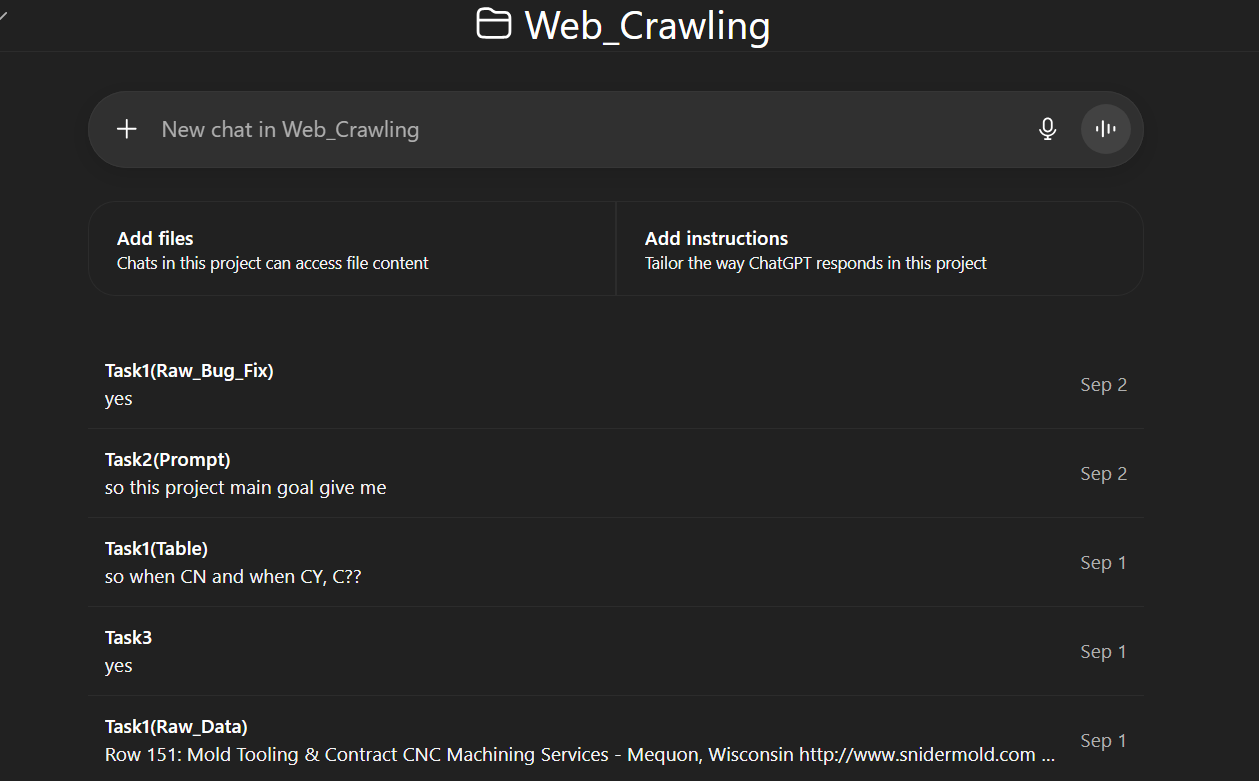 Web_Crawling
New chat in Web_Crawling
Add files
Chats in this project can access file content
Add instructions
Tailor the way ChatGPT responds in this project
Task1(Raw_Bug_Fix)
yes
Sep 2
Task2(Prompt)
so this project main goal give me
Sep 2
Task1(Table)
so when CN and when CY, C??
Sep 1
Task3
yes
Sep 1
Task1(Raw_Data)
Row 151: Mold Tooling & Contract CNC Machining Services - Mequon, Wisconsin http://www.snidermold.com ...
Sep 1